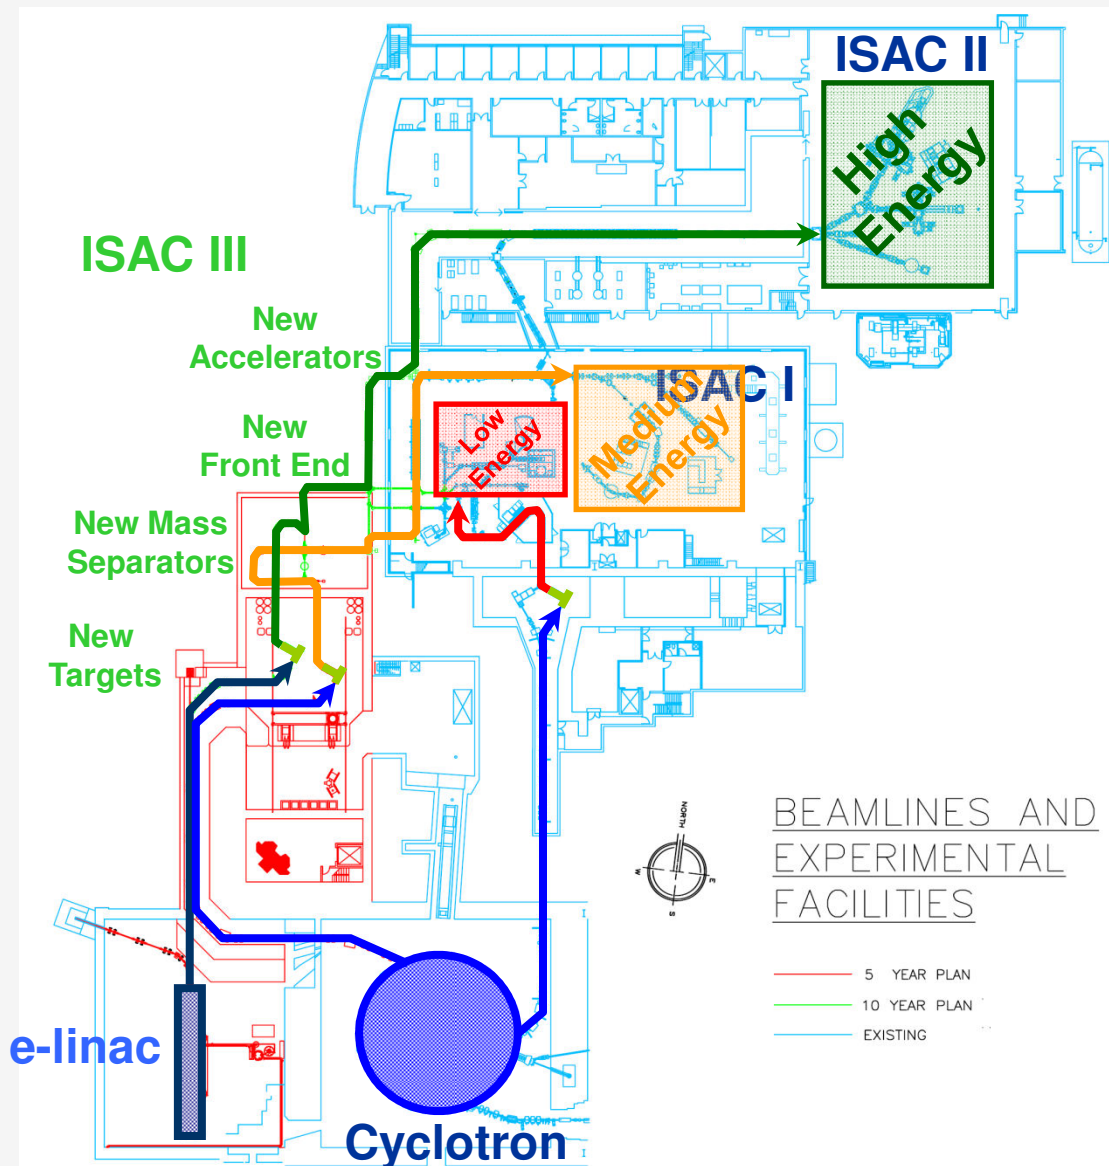 ISAC II
High
Energy
ISAC III
New
Accelerators
ISAC I
Low
Energy
Medium
Energy
New
Front End
New Mass
Separators
New
Targets
NORTH
W
E
S
BEAMLINES AND
EXPERIMENTAL
FACILITIES
5 YEAR PLAN
10 YEAR PLAN
EXISTING
e-linac
Cyclotron